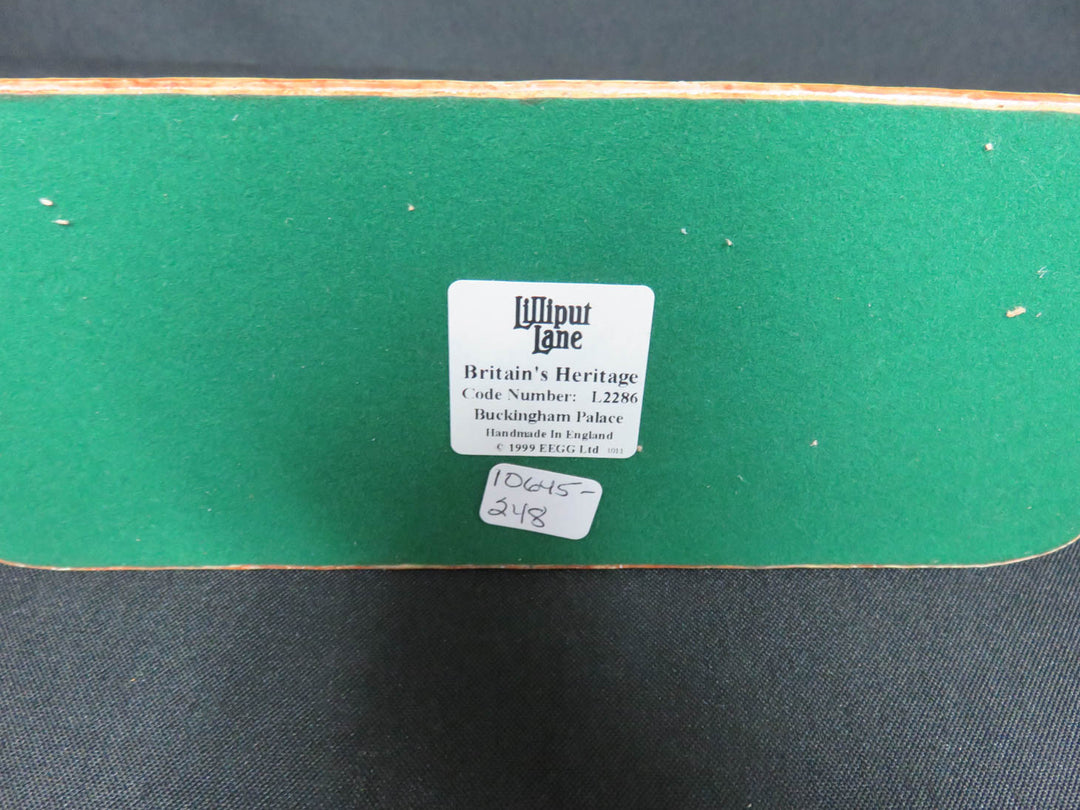 Lilliput
Lane
Britain's Heritage
Code Number: L2286
Buckingham Palace
Handmade In England
© 1999 EEGG Ltd
10645-
248